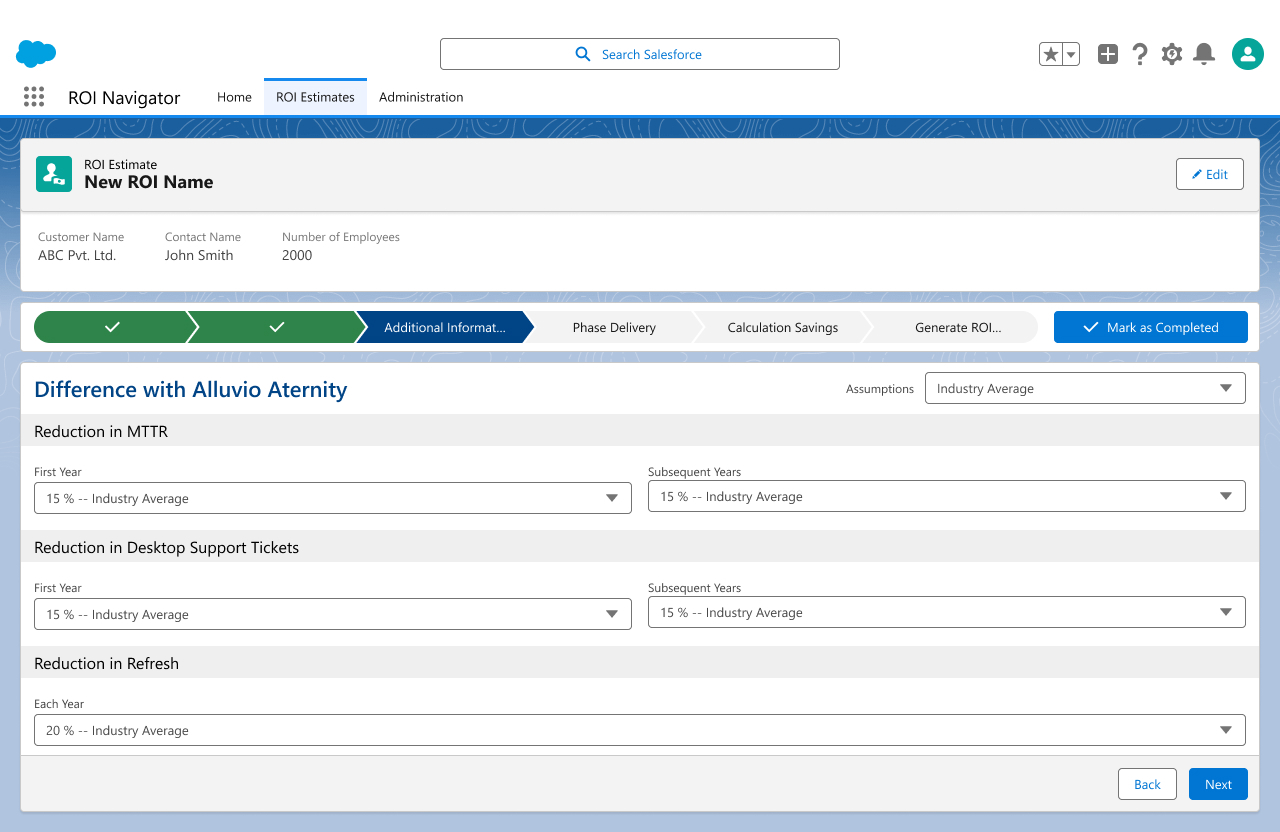 Search Salesforce
ROI Navigator
Home
ROI Estimates
Administration
ROI Estimate
New ROI Name
Edit
Customer Name
Contact Name
Number of Employees
ABC Pvt. Ltd.
John Smith
2000
Additional Informat...
Phase Delivery
Calculation Savings
Generate ROI...
Mark as Completed
Difference with Alluvio Aternity
Assumptions
Industry Average
Reduction in MTTR
First Year
Subsequent Years
15 % -- Industry Average
15 % -- Industry Average
Reduction in Desktop Support Tickets
First Year
Subsequent Years
15 % -- Industry Average
15 % -- Industry Average
Reduction in Refresh
Each Year
20 % -- Industry Average
Back
Next